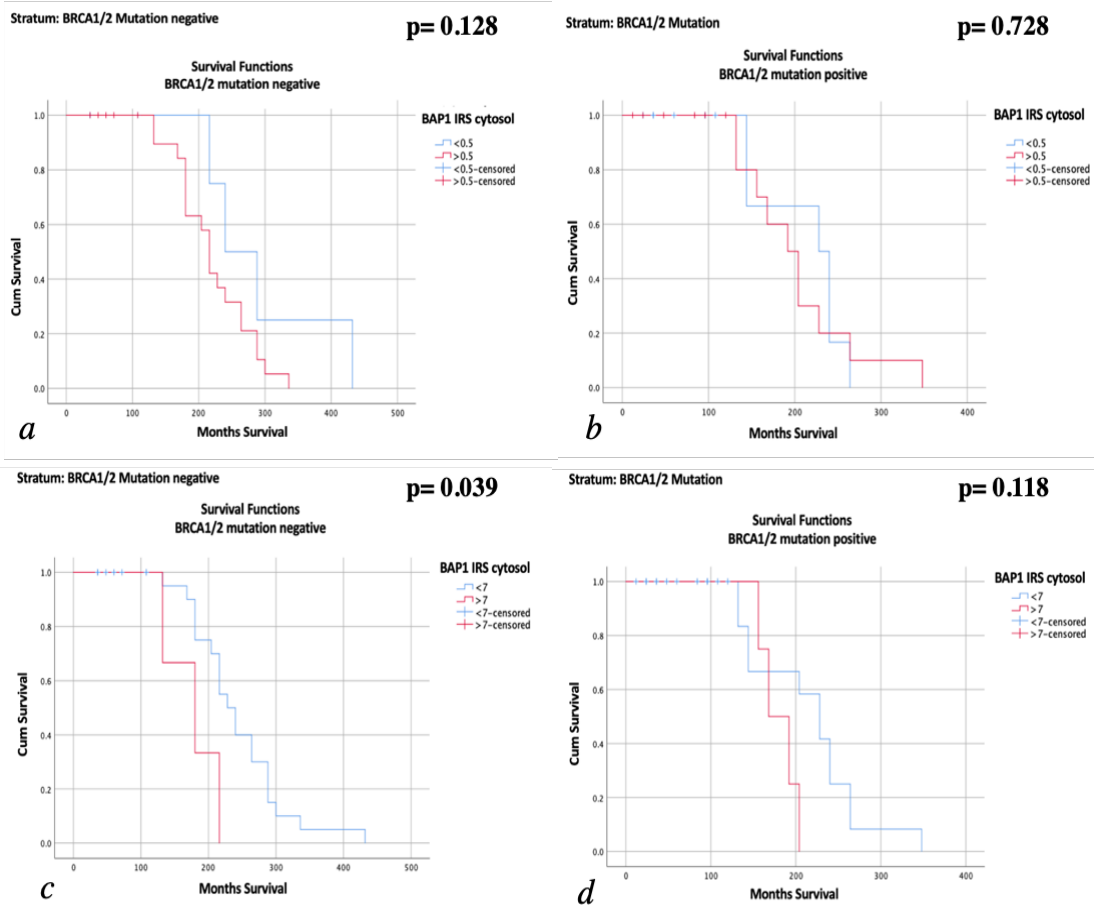 Stratum: BRCA1/2 Mutation negative
p= 0.128
Survival Functions
BRCA1/2 mutation negative
BAP1 IRS cytosol
<0.5
>0.5
<0.5-censored
>0.5-censored
Cum Survival
1.0
0.8
0.6
0.4
0.2
0.0
0 100 200 300 400 500
Months Survival
a
Stratum: BRCA1/2 Mutation
p= 0.728
Survival Functions
BRCA1/2 mutation positive
BAP1 IRS cytosol
<0.5
>0.5
<0.5-censored
>0.5-censored
Cum Survival
1.0
0.8
0.6
0.4
0.2
0.0
0 100 200 300 400
Months Survival
b
Stratum: BRCA1/2 Mutation negative
p= 0.039
Survival Functions
BRCA1/2 mutation negative
BAP1 IRS cytosol
<7
>7
<7-censored
>7-censored
Cum Survival
1.0
0.8
0.6
0.4
0.2
0.0
0 100 200 300 400 500
Months Survival
c
Stratum: BRCA1/2 Mutation
p= 0.118
Survival Functions
BRCA1/2 mutation positive
BAP1 IRS cytosol
<7
>7
<7-censored
>7-censored
Cum Survival
1.0
0.8
0.6
0.4
0.2
0.0
0 100 200 300 400
Months Survival
d